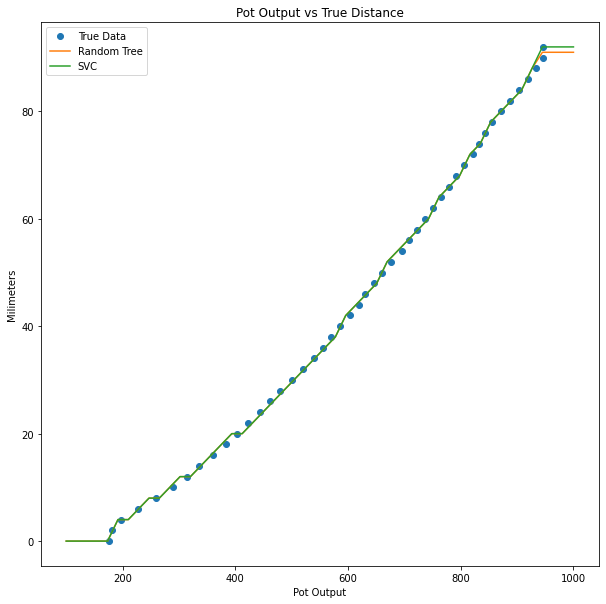 Pot Output vs True Distance
True Data
Random Tree
SVC
80
60
40
20
0
Milimeters
200
400
600
800
1000
Pot Output